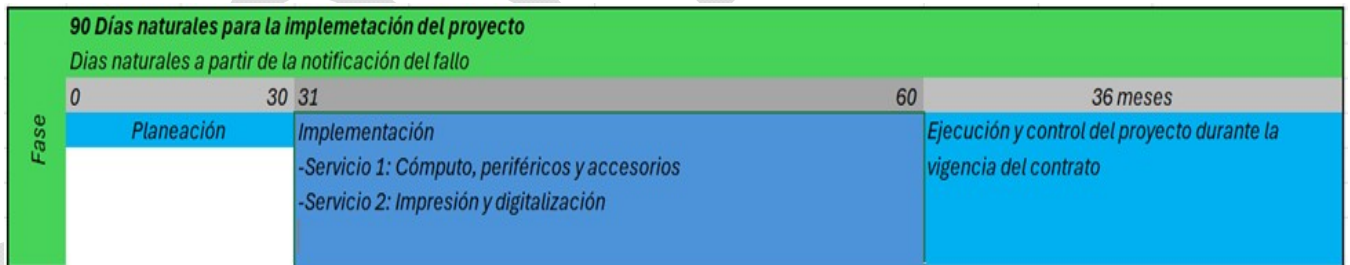 90 Días naturales para la implemetación del proyecto
Dias naturales a partir de la notificación del fallo
Fase
0 30 31 60 36 meses
Planeación
Implementación
-Servicio 1: Cómputo, periféricos y accesorios
-Servicio 2: Impresión y digitalización
Ejecución y control del proyecto durante la
vigencia del contrato